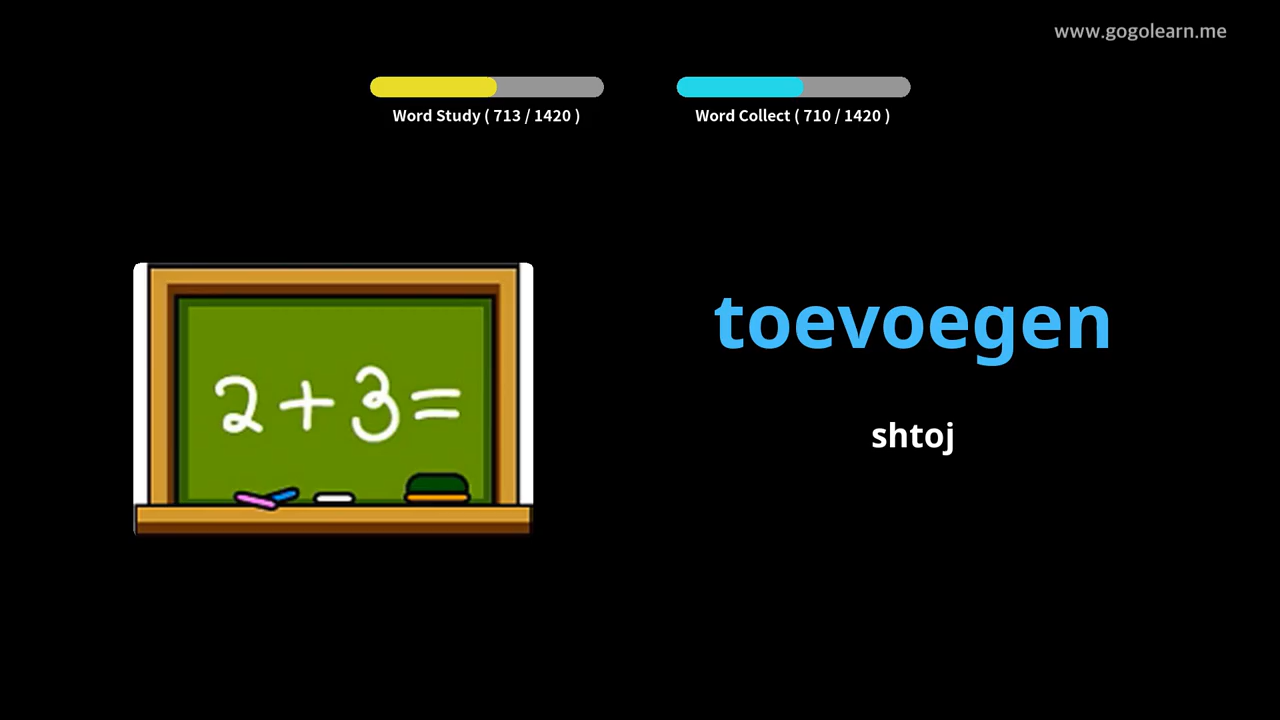 www.gogolearn.me
Word Study ( 713 / 1420 )
Word Collect ( 710 / 1420 )
2 + 3 =
toevoegen
shtoj